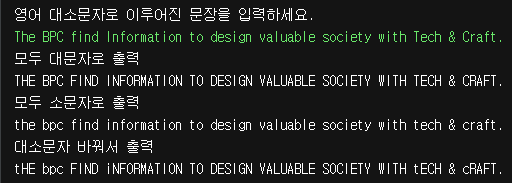 영어 대소문자로 이루어진 문장을 입력하세요.
The BPC find Information to design valuable society with Tech & Craft.
모두 대문자로 출력
THE BPC FIND INFORMATION TO DESIGN VALUABLE SOCIETY WITH TECH & CRAFT.
모두 소문자로 출력
the bpc find information to design valuable society with tech & craft.
대소문자 바꿔서 출력
tHE bpc FIND iNFORMATION TO DESIGN VALUABLE SOCIETY WITH tECH & cRAFT.